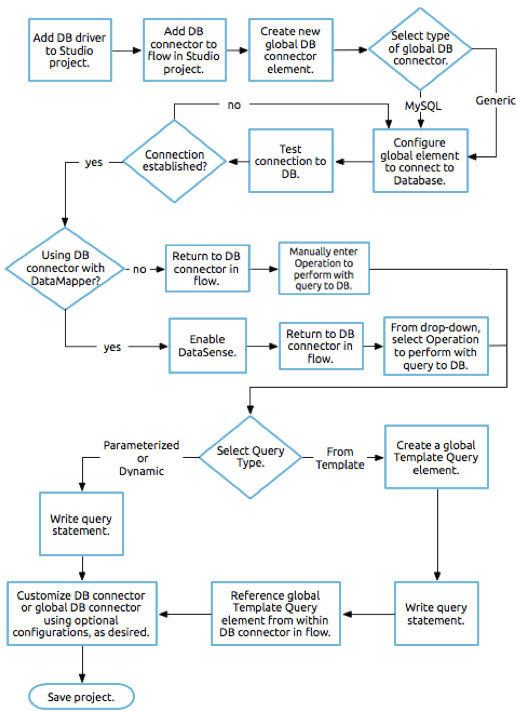 Add DB driver
to Studio
project.
Add DB
connector to
flow in Studio
project.
Create new
global DB
connector
element.
Select type
of global DB
connector.
no
MySQL
Generic
Connection
established?
Test
connection to
DB.
Configure
global element
to connect to
Database.
yes
Using DB
connector with
DataMapper?
no
Return to DB
connector in
flow.
Manually enter
Operation to
perform with
query to DB.
yes
Enable
DataSense.
Return to DB
connector in
flow.
From drop-down,
select Operation
to perform with
query to DB.
Parameterized
or
Dynamic
Select Query
Type.
From
Template
Create a global
Template Query
element.
Write query
statement.
Customize DB connector
or global DB connector
using optional
configurations, as desired.
Reference global
Template Query
element from within
DB connector in flow.
Write query
statement.
Save project.